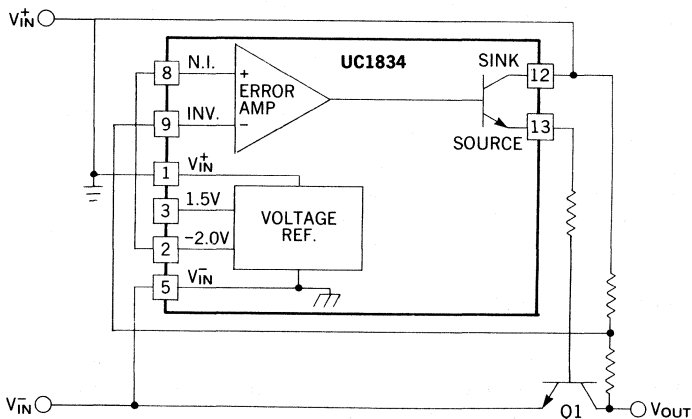 V⁺IN
UC1834
SINK
8
N.I.
+
ERROR
AMP
12
9
INV.
−
13
SOURCE
1
V⁺IN
3
1.5V
VOLTAGE
REF.
2
−2.0V
5
V⁻IN
V⁻IN
Q1
VOUT